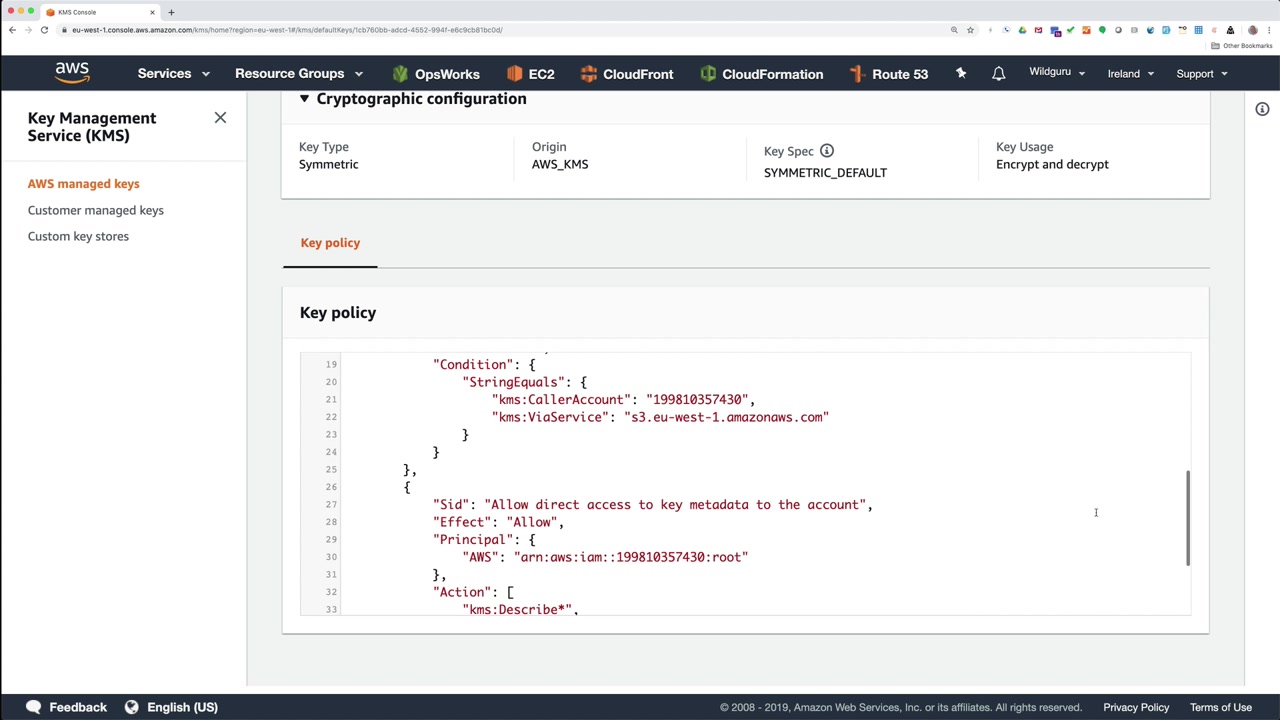 KMS Console
eu-west-1.console.aws.amazon.com/kms/home?region=eu-west-1#/kms/defaultKeys/1cb760bb-adcd-4552-994f-e6c9cb81bc0d/
Other Bookmarks
aws
Services
Resource Groups
OpsWorks
EC2
CloudFront
CloudFormation
Route 53
Wildguru
Ireland
Support
Key Management
Service (KMS)
AWS managed keys
Customer managed keys
Custom key stores
Cryptographic configuration
Key Type
Symmetric
Origin
AWS_KMS
Key Spec
SYMMETRIC_DEFAULT
Key Usage
Encrypt and decrypt
Key policy
Key policy
19 "Condition": {
20 "StringEquals": {
21 "kms:CallerAccount": "199810357430",
22 "kms:ViaService": "s3.eu-west-1.amazonaws.com"
23 }
24 }
25 },
26 {
27 "Sid": "Allow direct access to key metadata to the account",
28 "Effect": "Allow",
29 "Principal": {
30 "AWS": "arn:aws:iam::199810357430:root"
31 },
32 "Action": [
33 "kms:Describe*",
Feedback
English (US)
© 2008 - 2019, Amazon Web Services, Inc. or its affiliates. All rights reserved.
Privacy Policy
Terms of Use